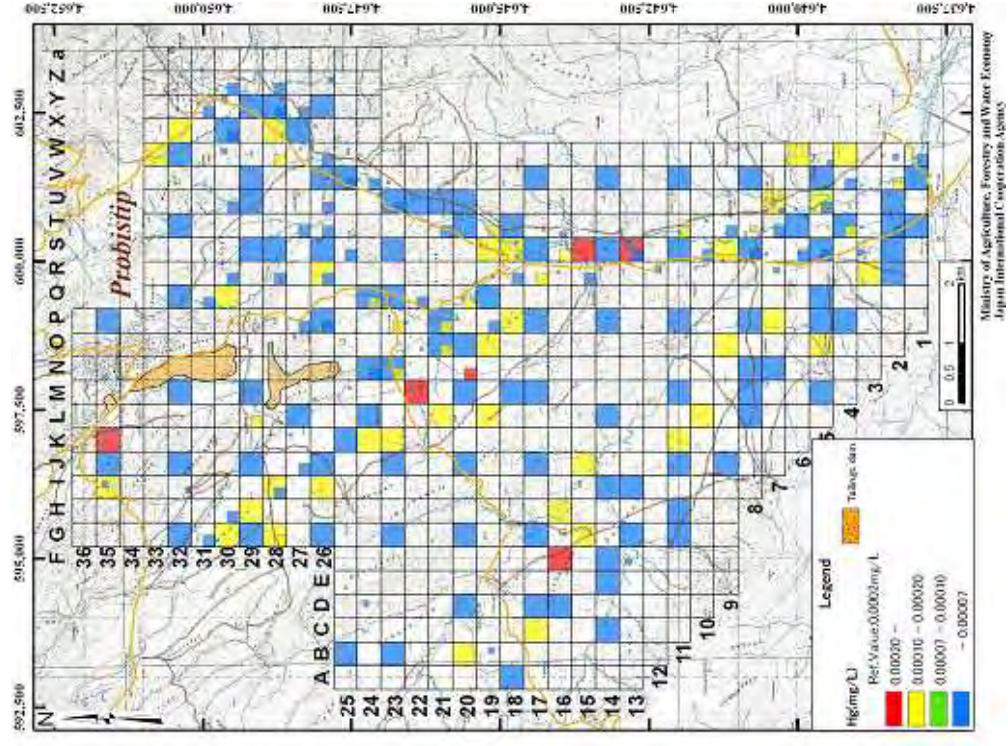 592,500 595,000 597,500 600,000 602,500
4,652,500 4,650,000 4,647,500 4,645,000 4,642,500 4,640,000 4,637,500
N
F G H I J K L M N O P Q R S T U V W X Y Z a
36
35
34
33
32
31
30
29
28
27
26
Probistip
A B C D E
25
24
23
22
21
20
19
18
17
16
15
14
13
12
11
10
9
8
7
6
5
4
3
2
1
Legend
Hg(mg/L)
Ref.Value:0.0002mg/L
0.00020 –
0.00010 – 0.00020
0.00007 – 0.00010
– 0.00007
Tailings dam
0 0.5 1 2
km
Ministry of Agriculture, Forestry and Water Economy
Japan International Cooperation Agency